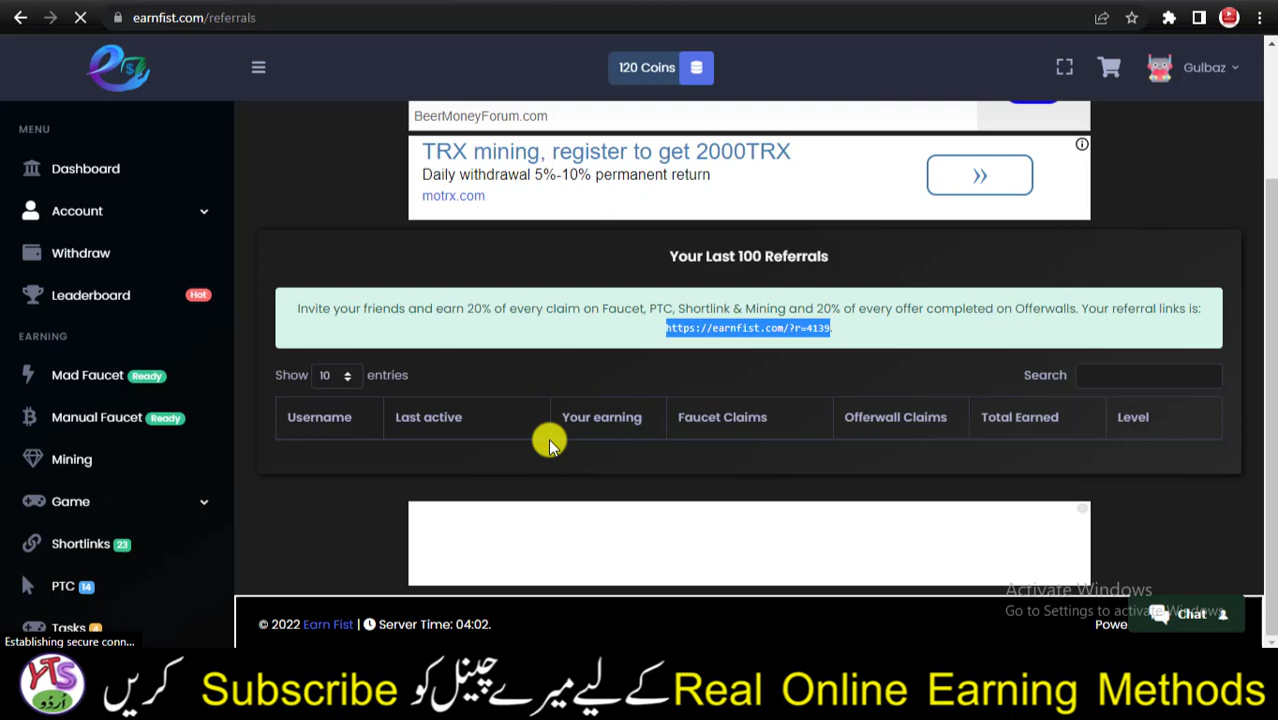 earnfist.com/referrals
120 Coins
Gulbaz
MENU
Dashboard
Account
Withdraw
Leaderboard Hot
EARNING
Mad Faucet Ready
Manual Faucet Ready
Mining
Game
Shortlinks 23
PTC 14
Tasks 4
Establishing secure conn...
BeerMoneyForum.com
TRX mining, register to get 2000TRX
Daily withdrawal 5%-10% permanent return
motrx.com
Your Last 100 Referrals
Invite your friends and earn 20% of every claim on Faucet, PTC, Shortlink & Mining and 20% of every offer completed on Offerwalls. Your referral links is:
https://earnfist.com/?r=4139
Show 10 entries
Search
Username Last active Your earning Faucet Claims Offerwall Claims Total Earned Level
Activate Windows
Go to Settings to activate Windows.
© 2022 Earn Fist | Server Time: 04:02.
Powe
Chat
YTS
اردو
Real Online Earning Methods کے لیے میرے چینل کو Subscribe کریں